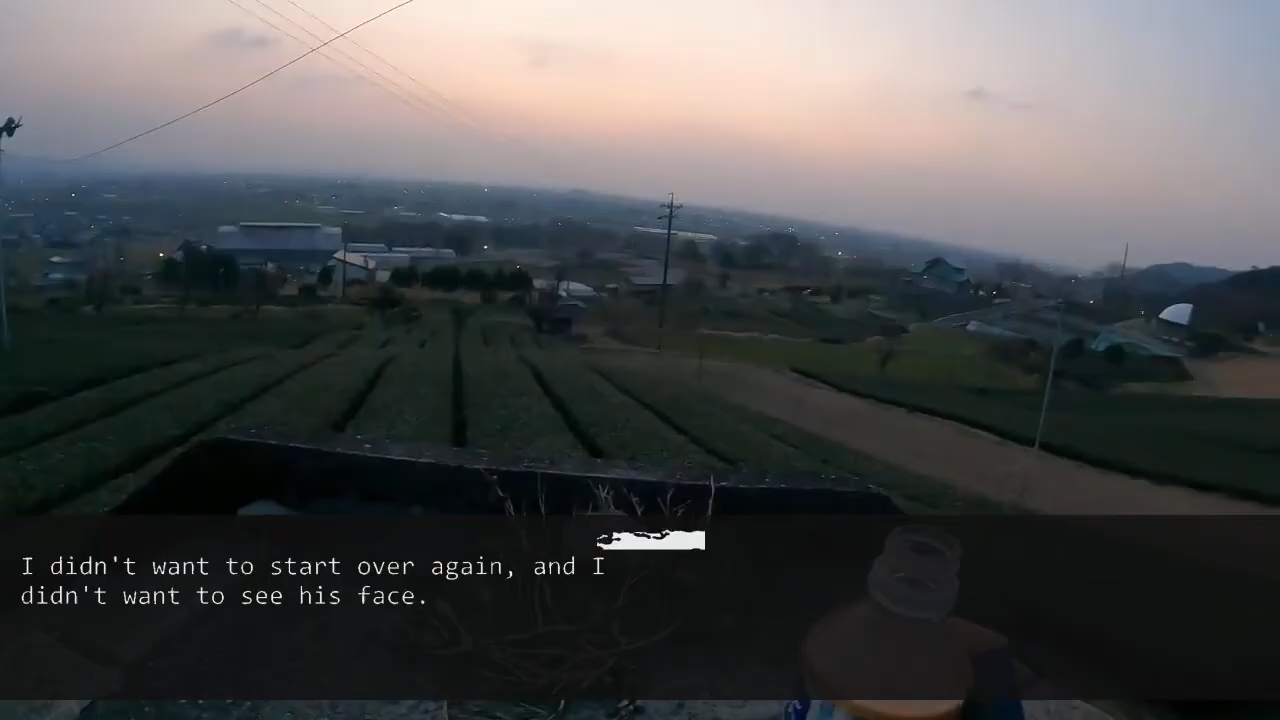 I didn't want to start over again, and I
didn't want to see his face.